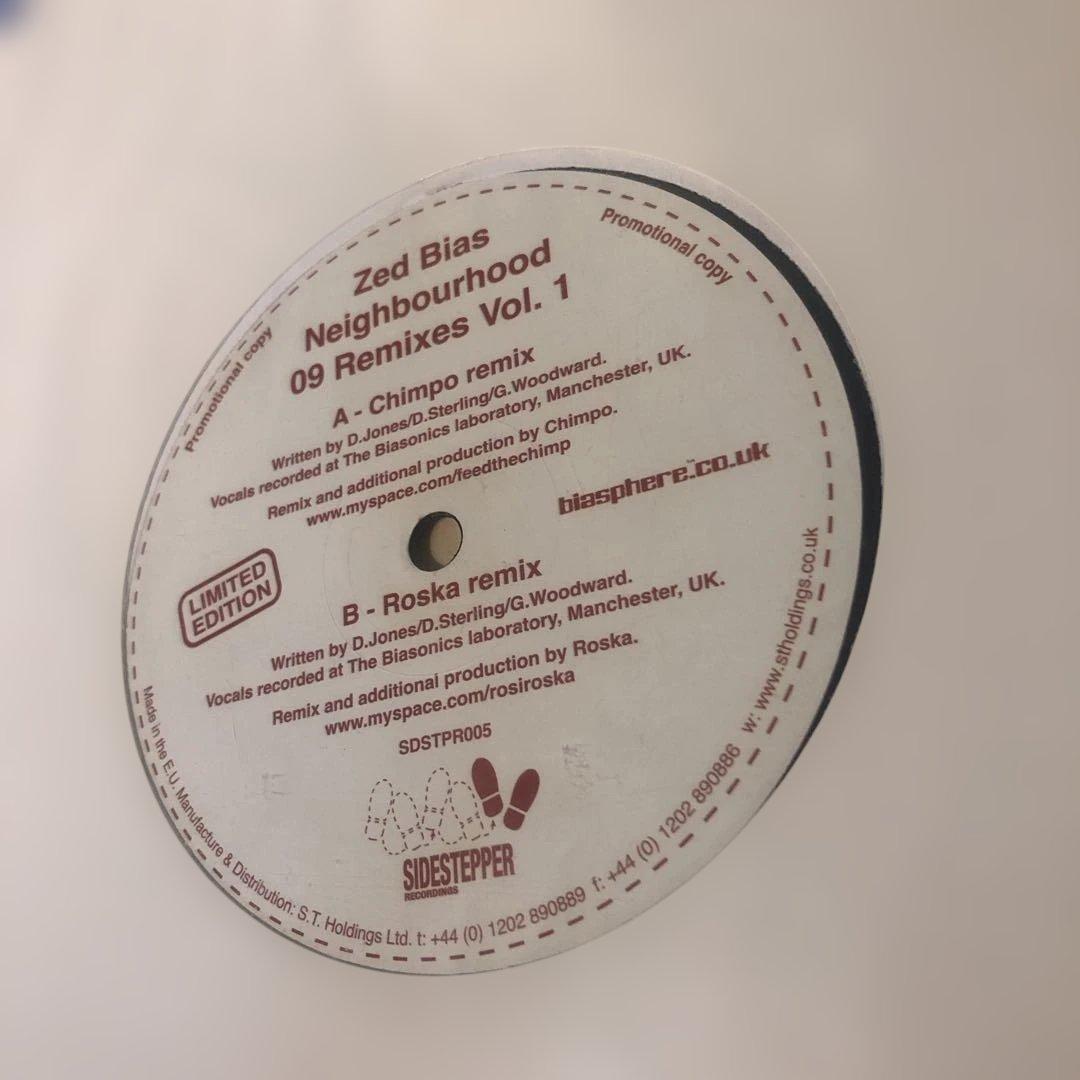 Zed Bias
Neighbourhood
09 Remixes Vol. 1
Promotional copy
Promotional copy
A - Chimpo remix
Written by D.Jones/D.Sterling/G.Woodward.
Vocals recorded at The Biasonics laboratory, Manchester, UK.
Remix and additional production by Chimpo.
www.myspace.com/feedthechimp
biasphere.co.uk™
LIMITED
EDITION
B - Roska remix
Written by D.Jones/D.Sterling/G.Woodward.
Vocals recorded at The Biasonics laboratory, Manchester, UK.
Remix and additional production by Roska.
www.myspace.com/rosiroska
SDSTPR005
SIDESTEPPER
RECORDINGS
Made in the E.U. Manufacture & Distribution: S.T. Holdings Ltd. t: +44 (0) 1202 890889 f: +44 (0) 1202 890886 w: www.stholdings.co.uk